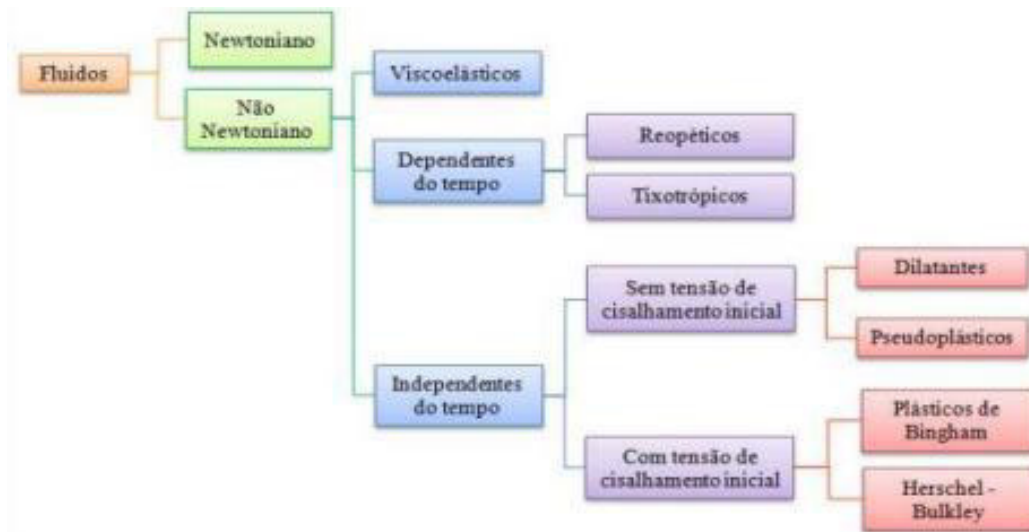 Fluidos
Newtoniano
Não
Newtoniano
Viscoelásticos
Dependentes
do tempo
Reopéticos
Tixotrópicos
Independentes
do tempo
Sem tensão de
cisalhamento inicial
Dilatantes
Pseudoplásticos
Com tensão de
cisalhamento inicial
Plásticos de
Bingham
Herschel -
Bulkley